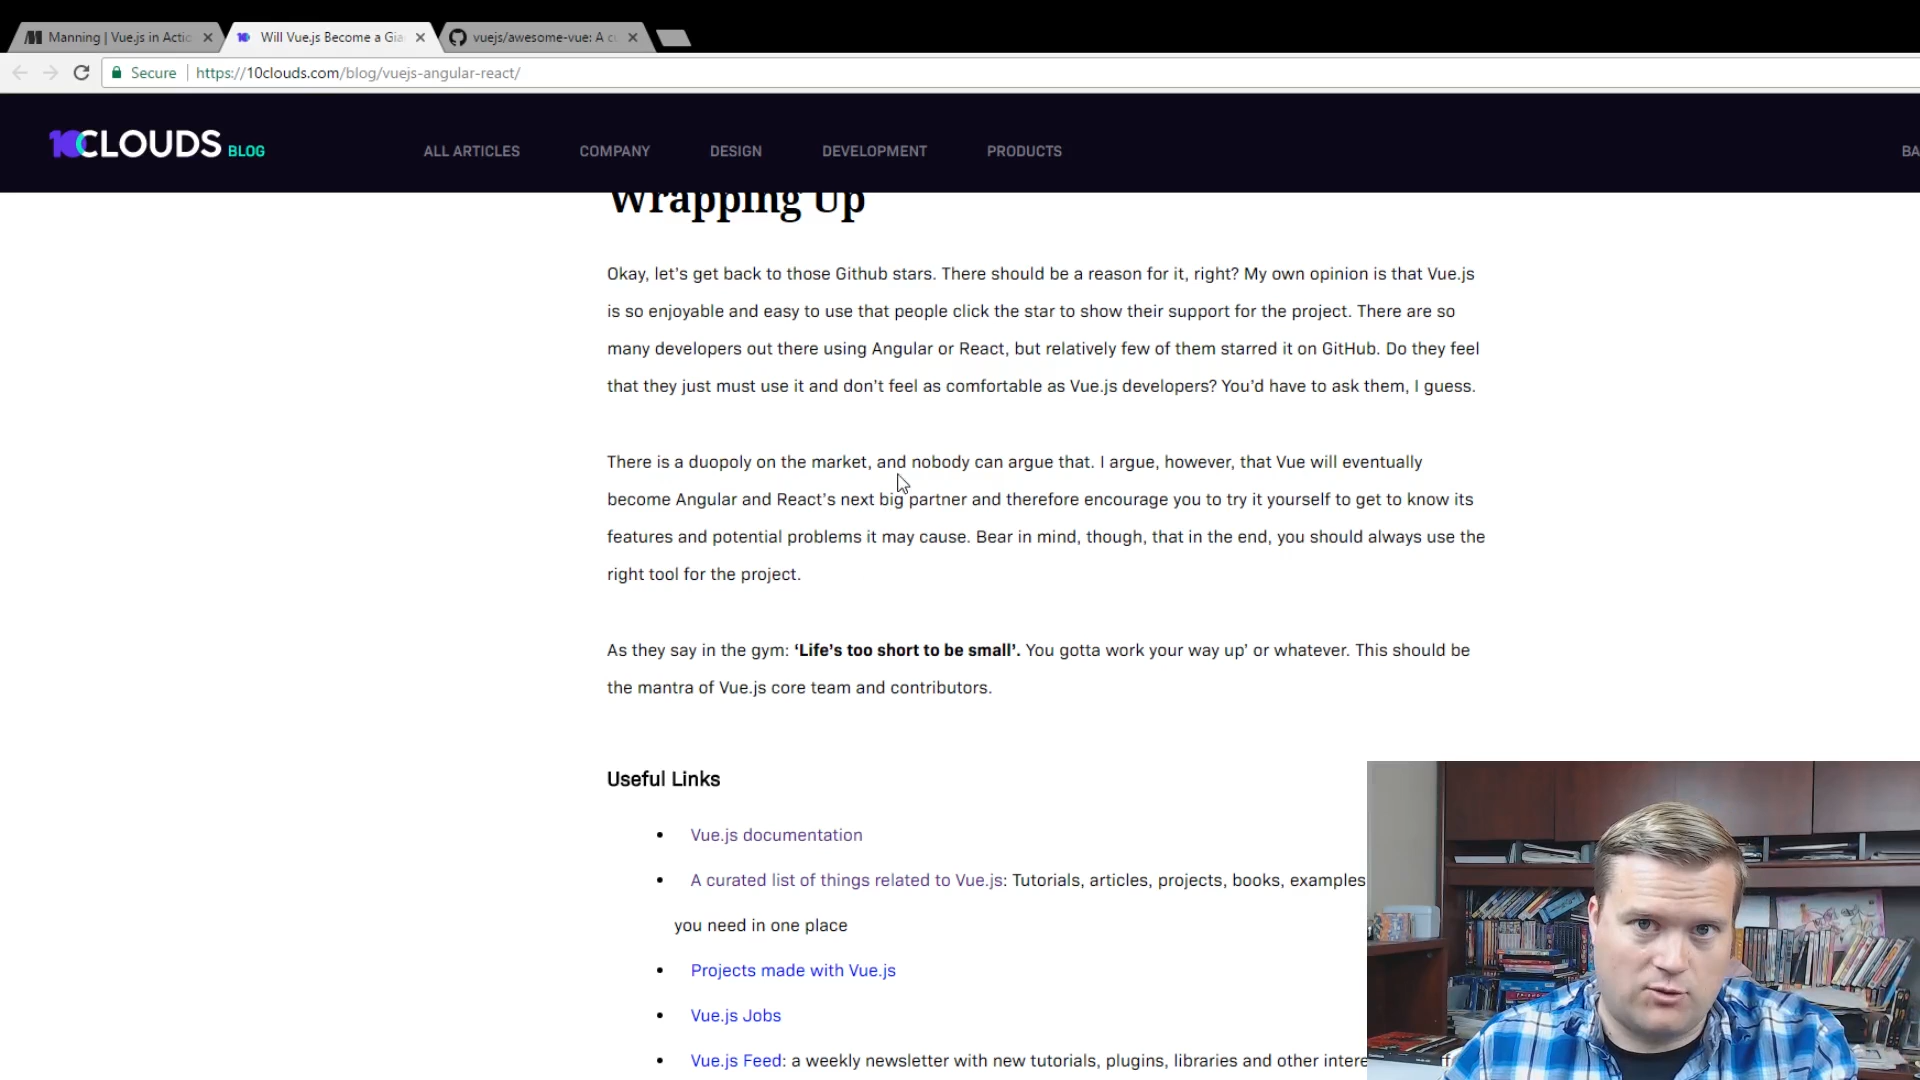 Manning | Vue.js in Actio
Will Vue.js Become a Gia
vuejs/awesome-vue: A cu
Secure
https://10clouds.com/blog/vuejs-angular-react/
10CLOUDS BLOG
ALL ARTICLES
COMPANY
DESIGN
DEVELOPMENT
PRODUCTS
BA
Wrapping Up
Okay, let’s get back to those Github stars. There should be a reason for it, right? My own opinion is that Vue.js
is so enjoyable and easy to use that people click the star to show their support for the project. There are so
many developers out there using Angular or React, but relatively few of them starred it on GitHub. Do they feel
that they just must use it and don’t feel as comfortable as Vue.js developers? You’d have to ask them, I guess.
There is a duopoly on the market, and nobody can argue that. I argue, however, that Vue will eventually
become Angular and React’s next big partner and therefore encourage you to try it yourself to get to know its
features and potential problems it may cause. Bear in mind, though, that in the end, you should always use the
right tool for the project.
As they say in the gym: ‘Life’s too short to be small’. You gotta work your way up’ or whatever. This should be
the mantra of Vue.js core team and contributors.
Useful Links
Vue.js documentation
A curated list of things related to Vue.js: Tutorials, articles, projects, books, examples
you need in one place
Projects made with Vue.js
Vue.js Jobs
Vue.js Feed: a weekly newsletter with new tutorials, plugins, libraries and other intere